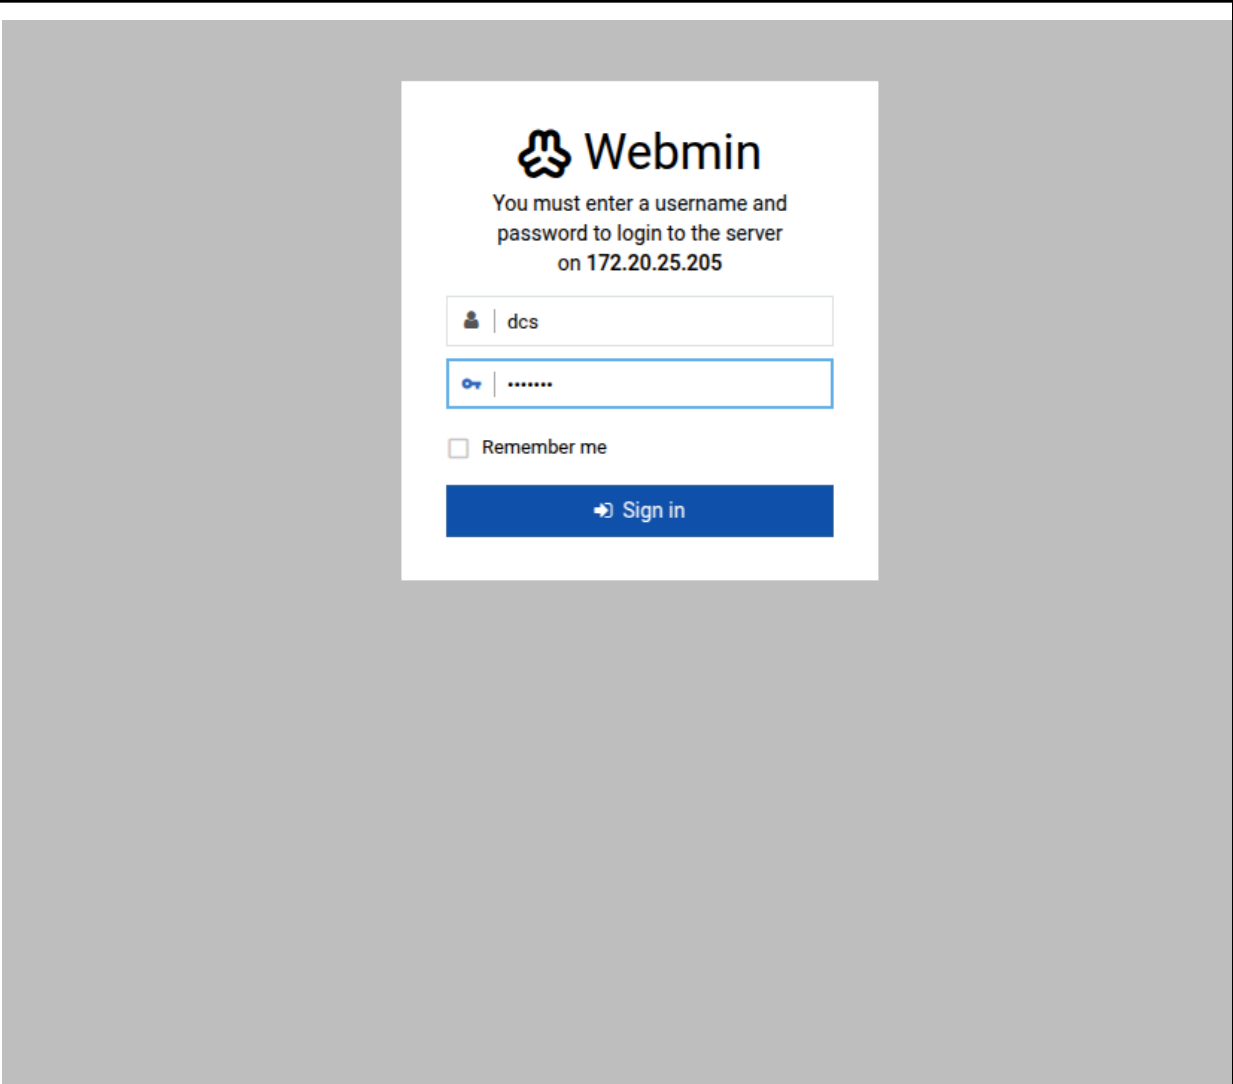 Webmin
You must enter a username and
password to login to the server
on 172.20.25.205
dcs
•••••••
Remember me
Sign in